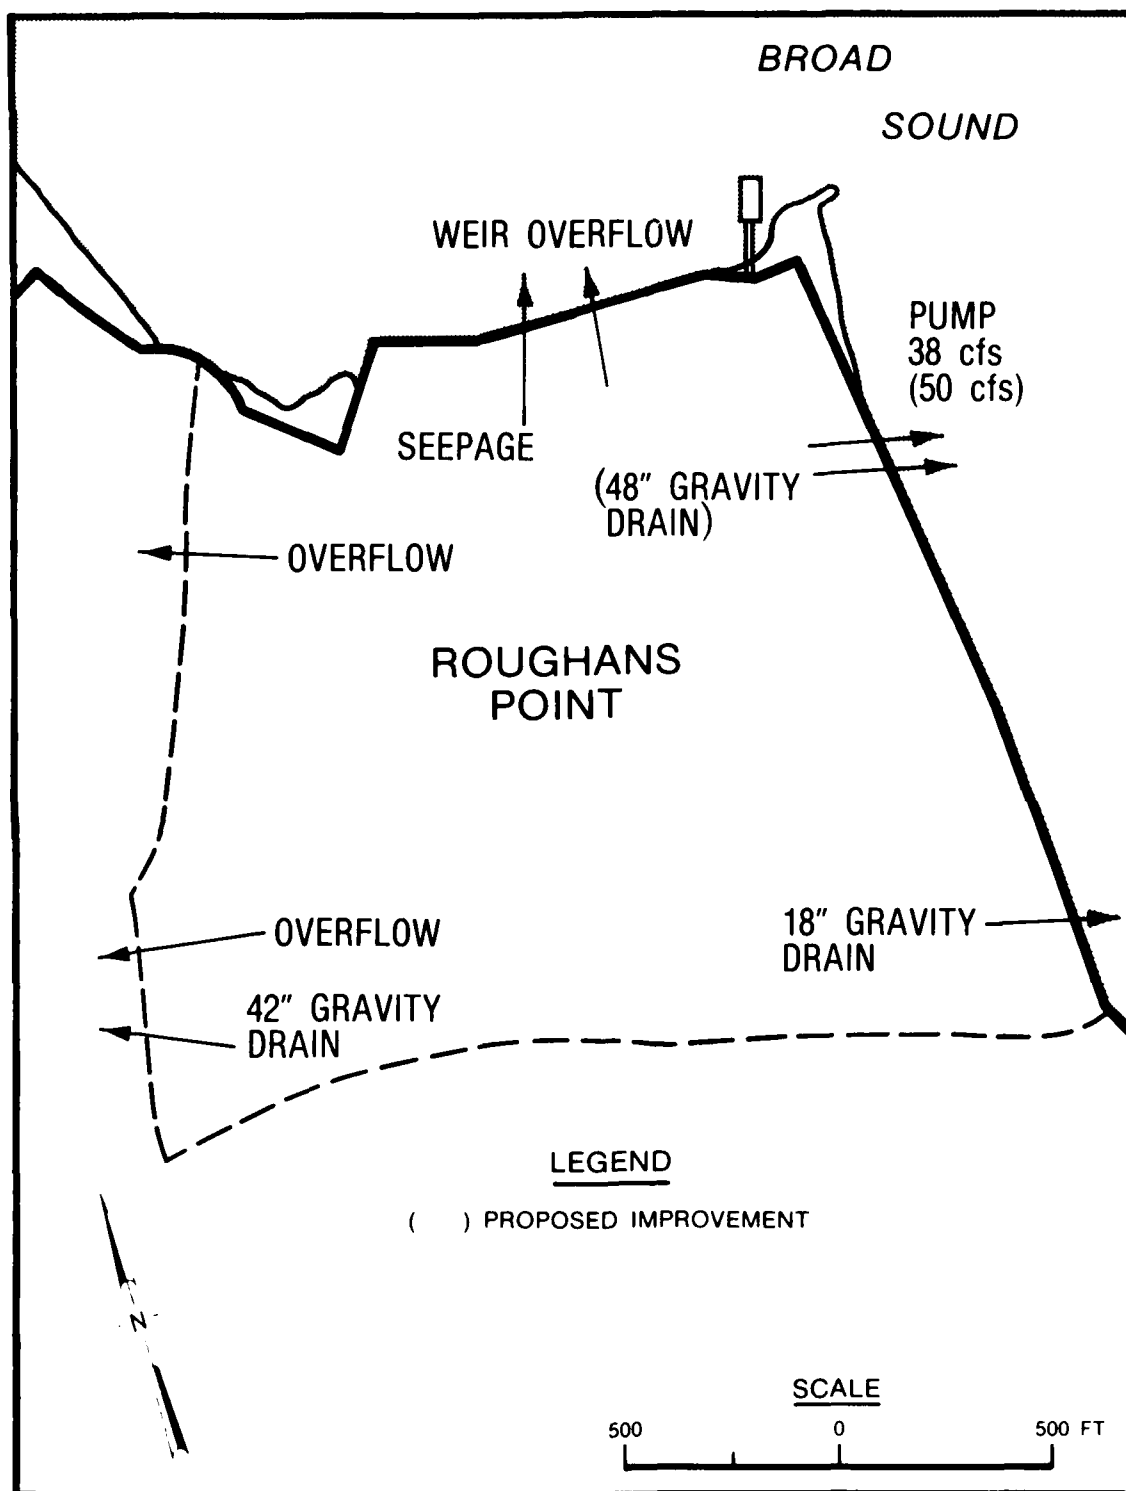 BROAD
SOUND
WEIR OVERFLOW
PUMP
38 cfs
(50 cfs)
SEEPAGE
(48" GRAVITY
DRAIN)
OVERFLOW
ROUGHANS
POINT
OVERFLOW
18" GRAVITY
DRAIN
42" GRAVITY
DRAIN
LEGEND
( ) PROPOSED IMPROVEMENT
N
SCALE
500 0 500 FT